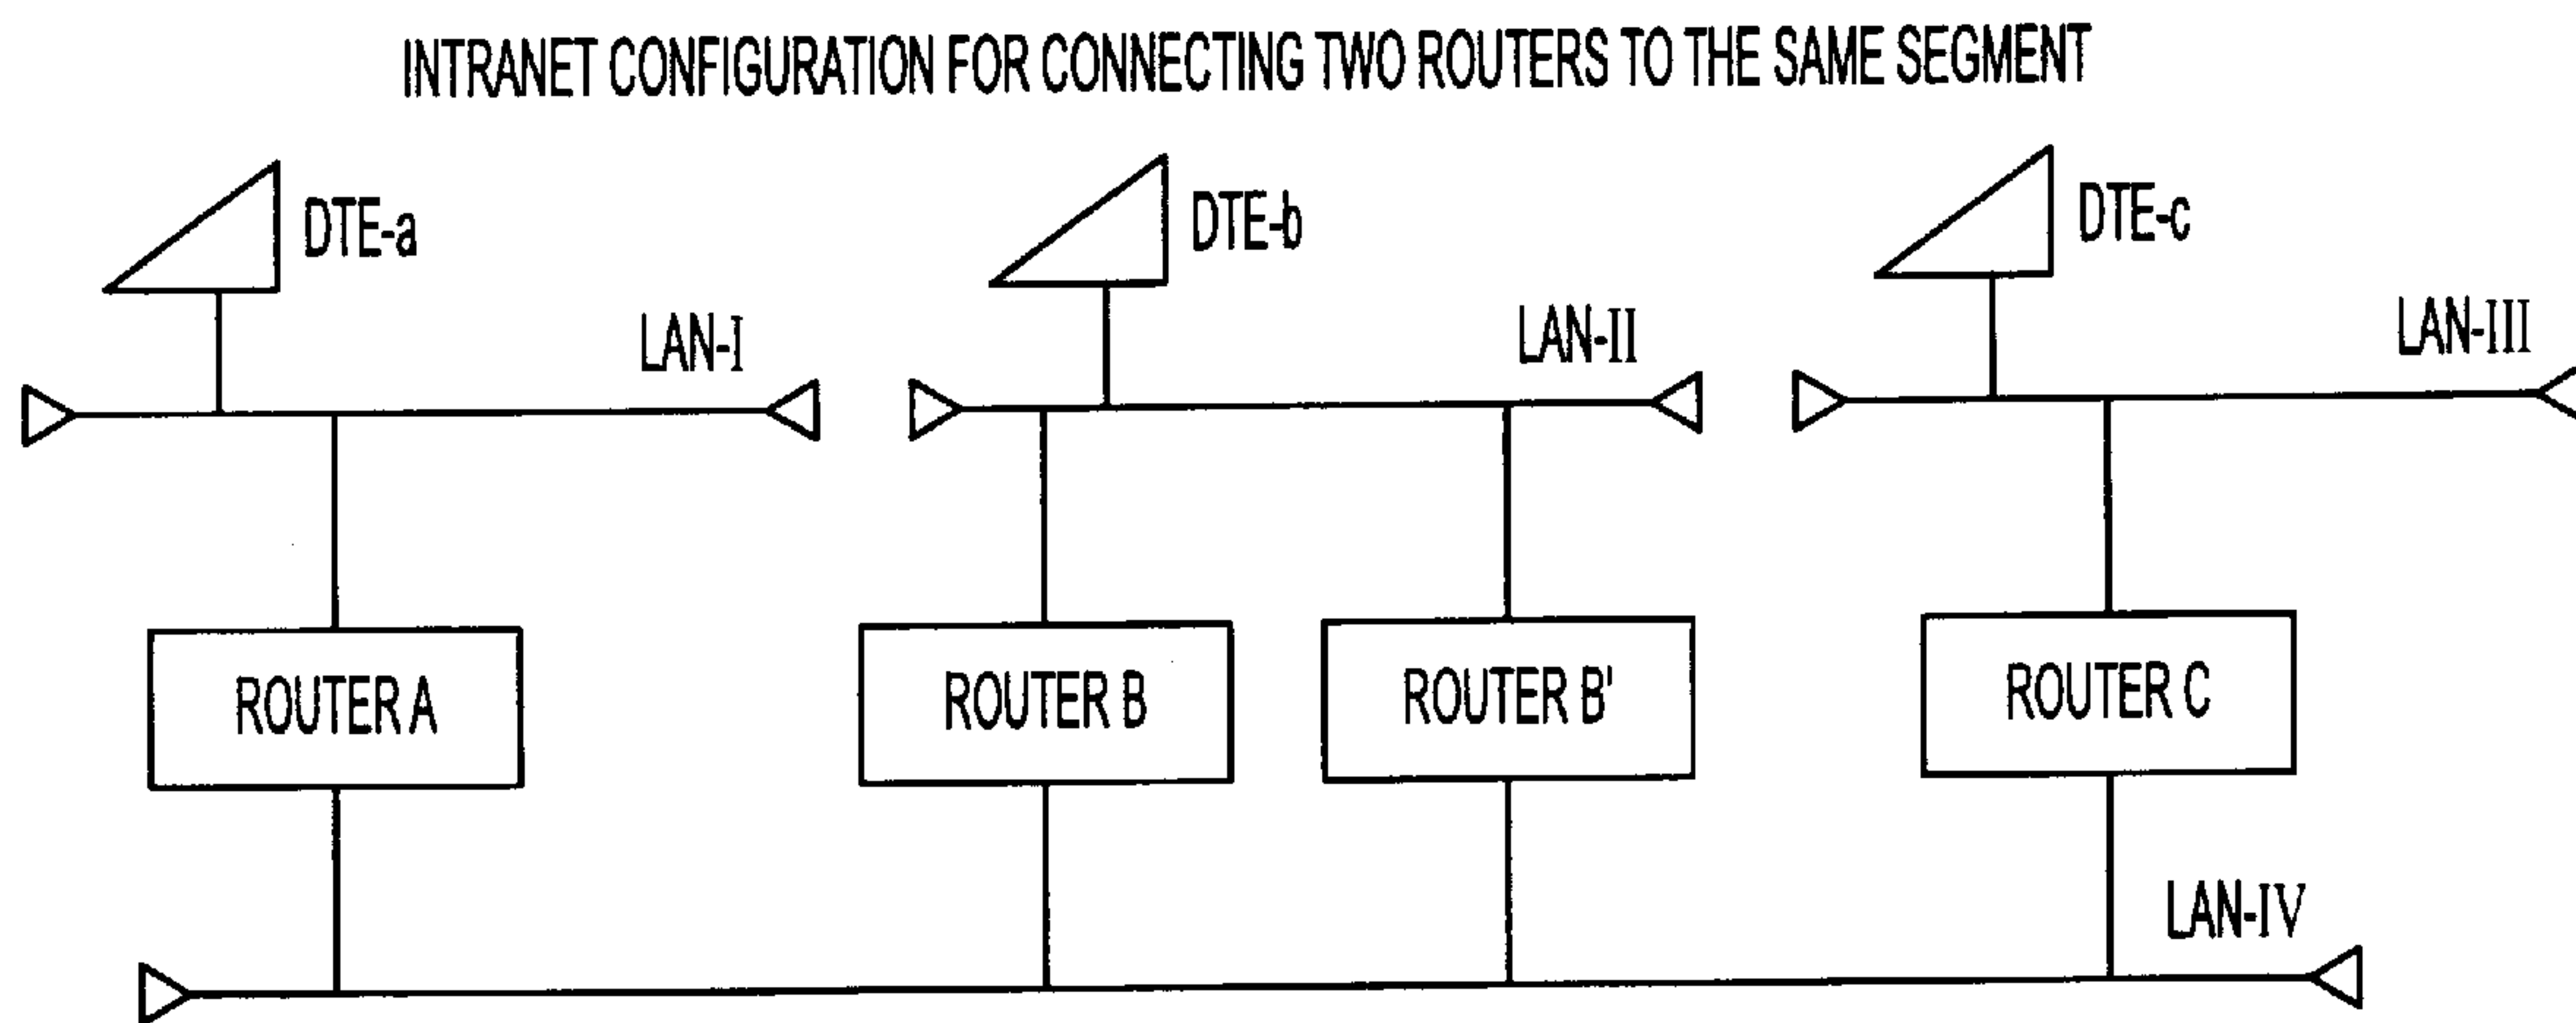 INTRANET CONFIGURATION FOR CONNECTING TWO ROUTERS TO THE SAME SEGMENT
DTE-a
DTE-b
DTE-c
LAN-I
LAN-II
LAN-III
ROUTER A
ROUTER B
ROUTER B'
ROUTER C
LAN-IV